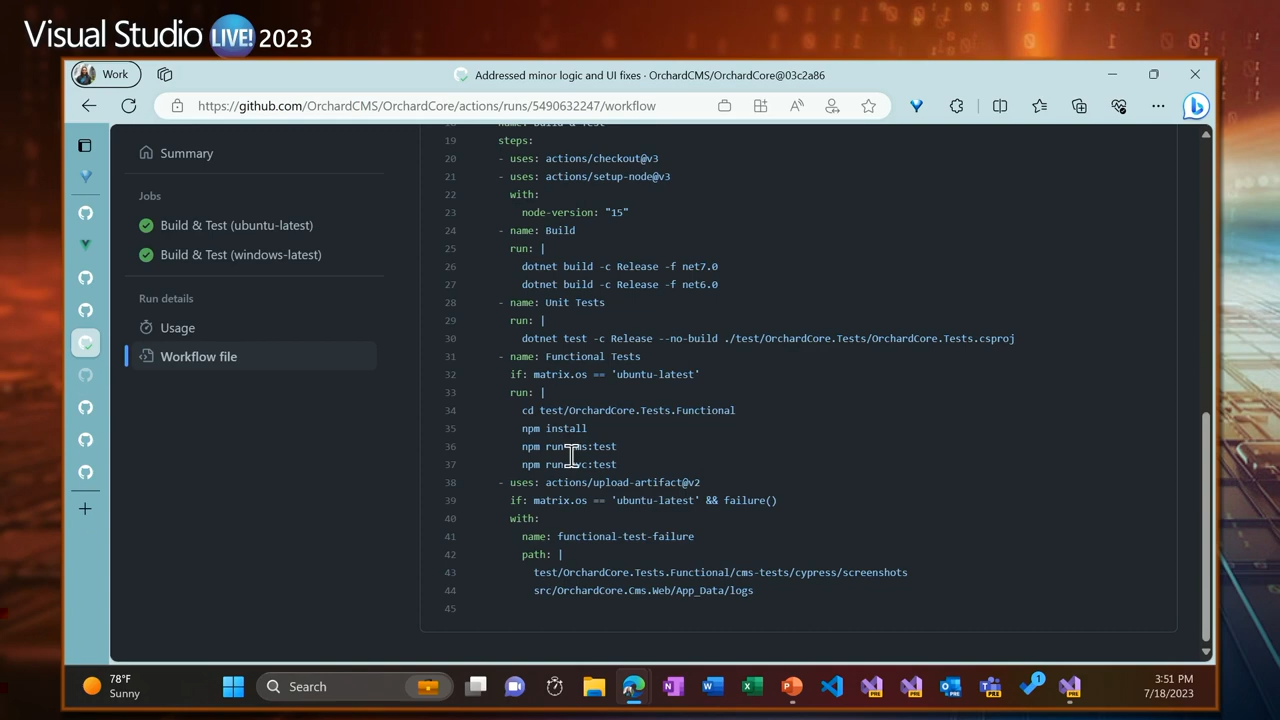 Visual Studio LIVE! 2023
Work
Addressed minor logic and UI fixes · OrchardCMS/OrchardCore@03c2a86
https://github.com/OrchardCMS/OrchardCore/actions/runs/5490632247/workflow
Summary
Jobs
Build & Test (ubuntu-latest)
Build & Test (windows-latest)
Run details
Usage
Workflow file
19 steps:
20 - uses: actions/checkout@v3
21 - uses: actions/setup-node@v3
22 with:
23 node-version: "15"
24 - name: Build
25 run: |
26 dotnet build -c Release -f net7.0
27 dotnet build -c Release -f net6.0
28 - name: Unit Tests
29 run: |
30 dotnet test -c Release --no-build ./test/OrchardCore.Tests/OrchardCore.Tests.csproj
31 - name: Functional Tests
32 if: matrix.os == 'ubuntu-latest'
33 run: |
34 cd test/OrchardCore.Tests.Functional
35 npm install
36 npm run :test
37 npm run :test
38 - uses: actions/upload-artifact@v2
39 if: matrix.os == 'ubuntu-latest' && failure()
40 with:
41 name: functional-test-failure
42 path: |
43 test/OrchardCore.Tests.Functional/cms-tests/cypress/screenshots
44 src/OrchardCore.Cms.Web/App_Data/logs
45
78°F
Sunny
Search
3:51 PM
7/18/2023